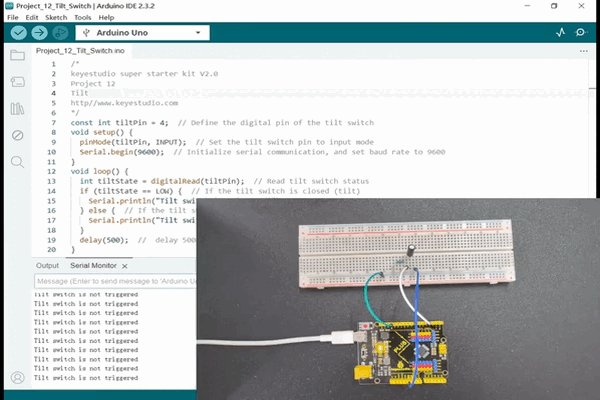 Project_12_Tilt_Switch | Arduino IDE 2.3.2
File Edit Sketch Tools Help
Arduino Uno
Project_12_Tilt_Switch.ino
1 /*
2 keyestudio super starter kit V2.0
3 Project 12
4 Tilt
5 http//www.keyestudio.com
6 */
7 const int tiltPin = 4; // Define the digital pin of the tilt switch
8 void setup() {
9 pinMode(tiltPin, INPUT); // Set the tilt switch pin to input mode
10 Serial.begin(9600); // Initialize serial communication, and set baud rate to 9600
11 }
12 void loop() {
13 int tiltState = digitalRead(tiltPin); // Read tilt switch status
14 if (tiltState == LOW) { // If the tilt switch is closed (tilt)
15 Serial.println("Tilt sw
16 } else { // If the tilt s
17 Serial.println("Tilt sw
18 }
19 delay(500); // delay 500
20 }
Output Serial Monitor
Message (Enter to send message to 'Arduino Un
Tilt switch is not triggered
Tilt switch is not triggered
Tilt switch is not triggered
Tilt switch is not triggered
Tilt switch is not triggered
Tilt switch is not triggered
Tilt switch is not triggered
Tilt switch is not triggered
Tilt switch is not triggered
Tilt switch is not triggered
PLUS